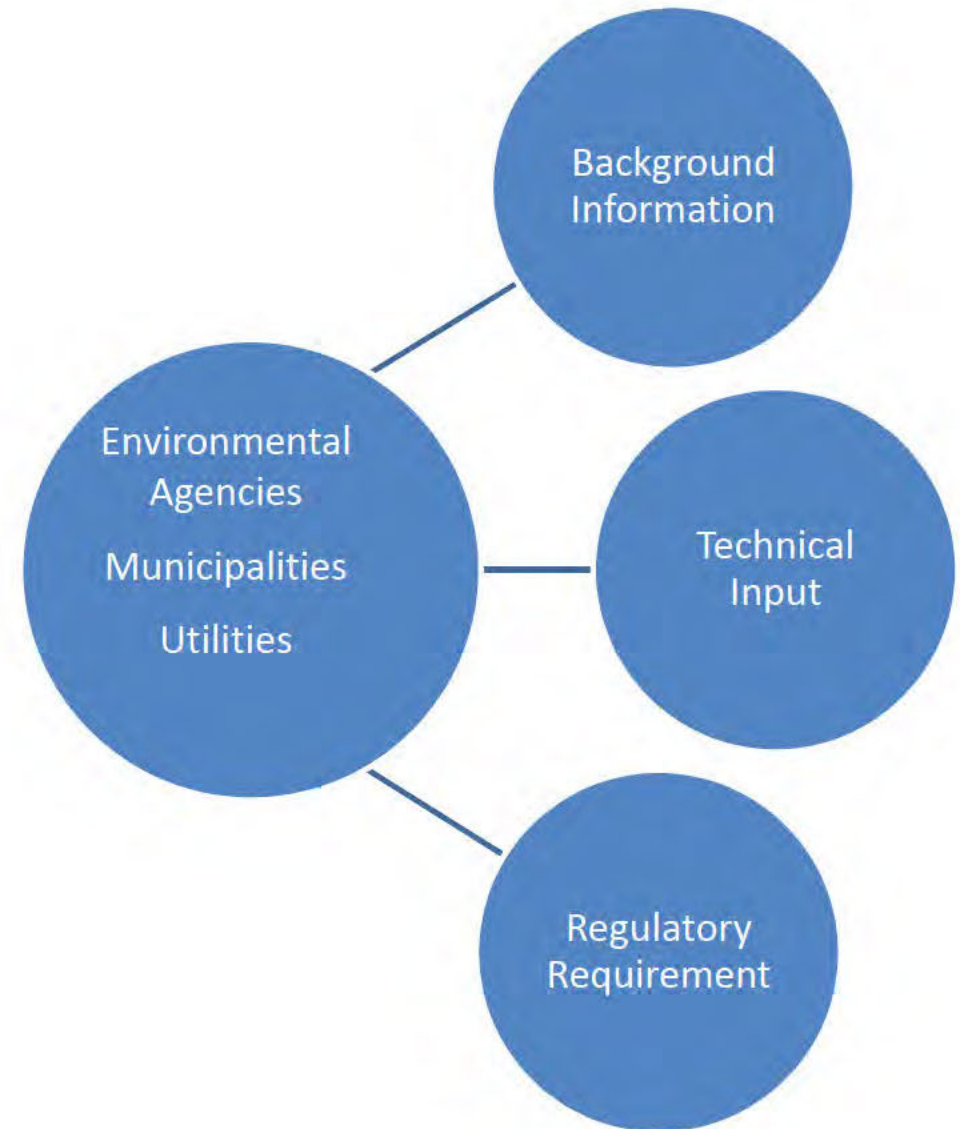 Background
Information
Environmental
Agencies
Municipalities
Utilities
Technical
Input
Regulatory
Requirement